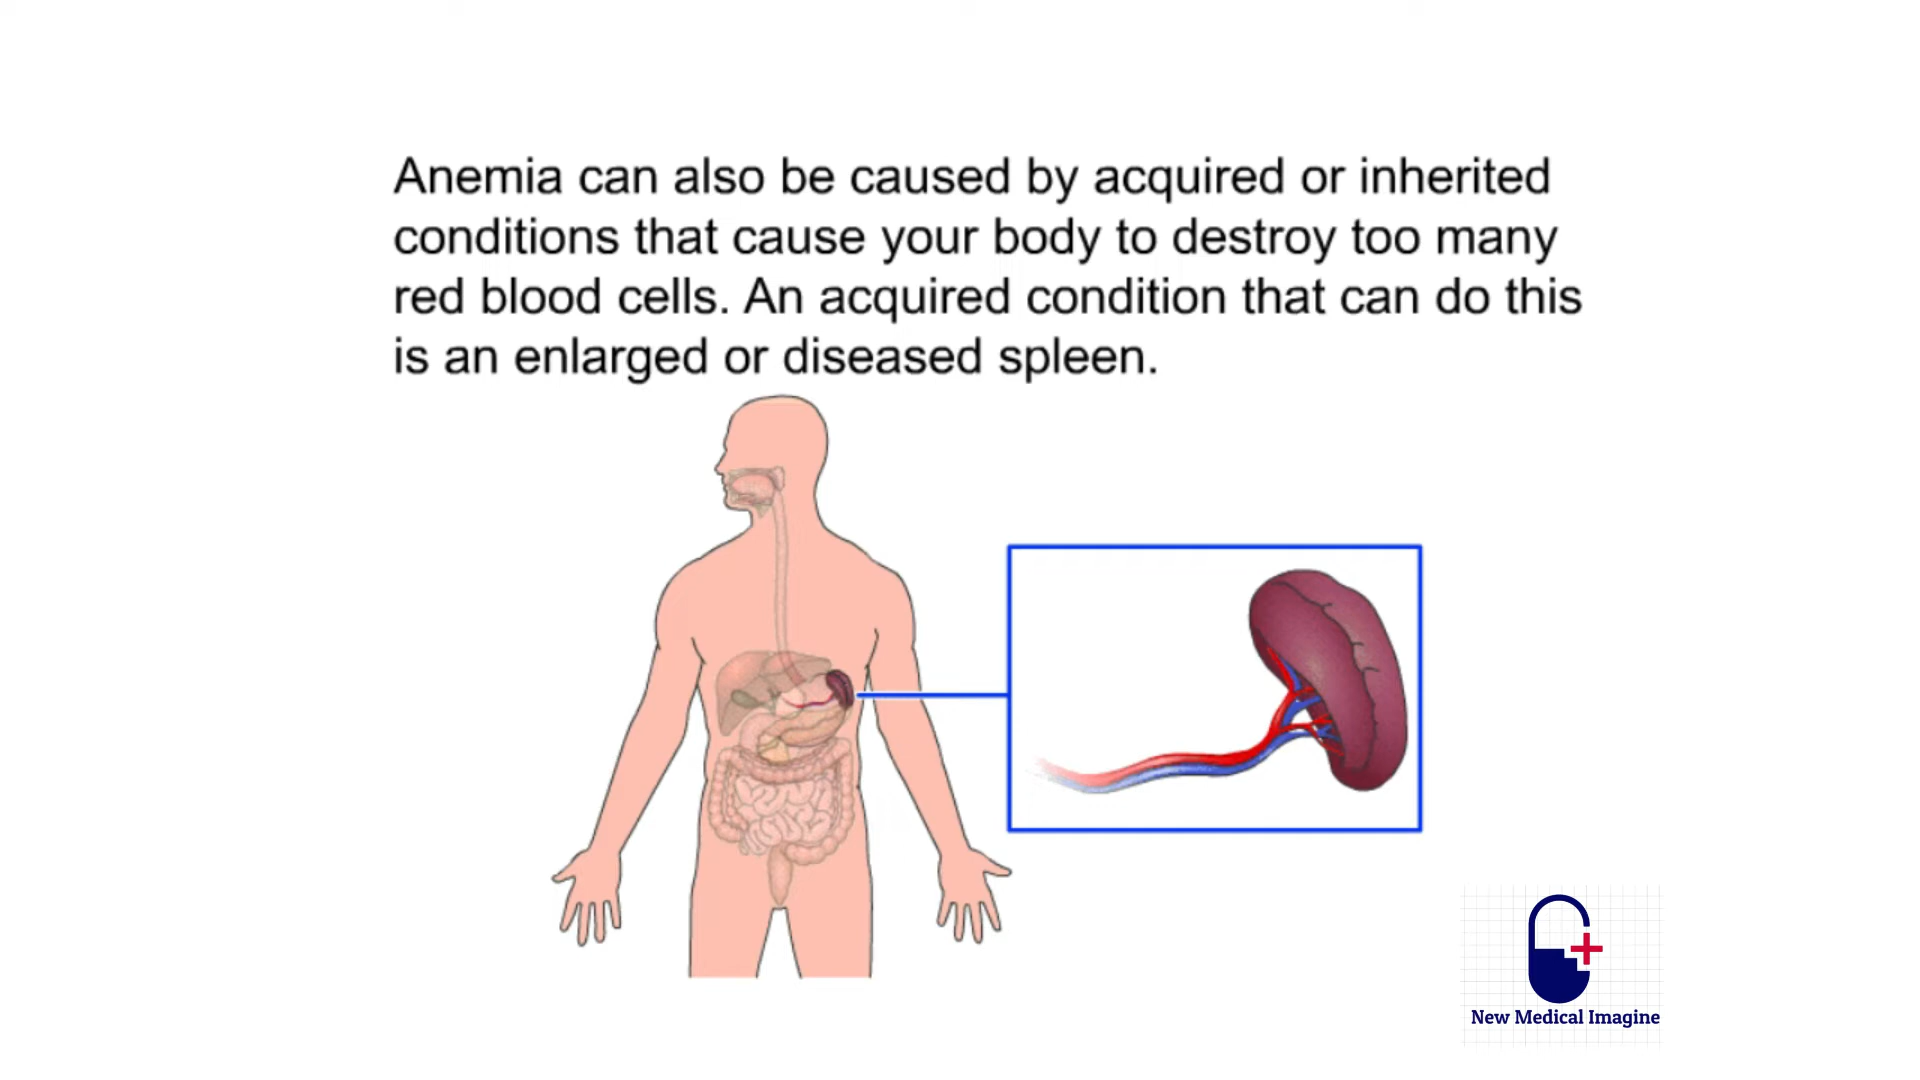 Anemia can also be caused by acquired or inherited
conditions that cause your body to destroy too many
red blood cells. An acquired condition that can do this
is an enlarged or diseased spleen.
New Medical Imagine